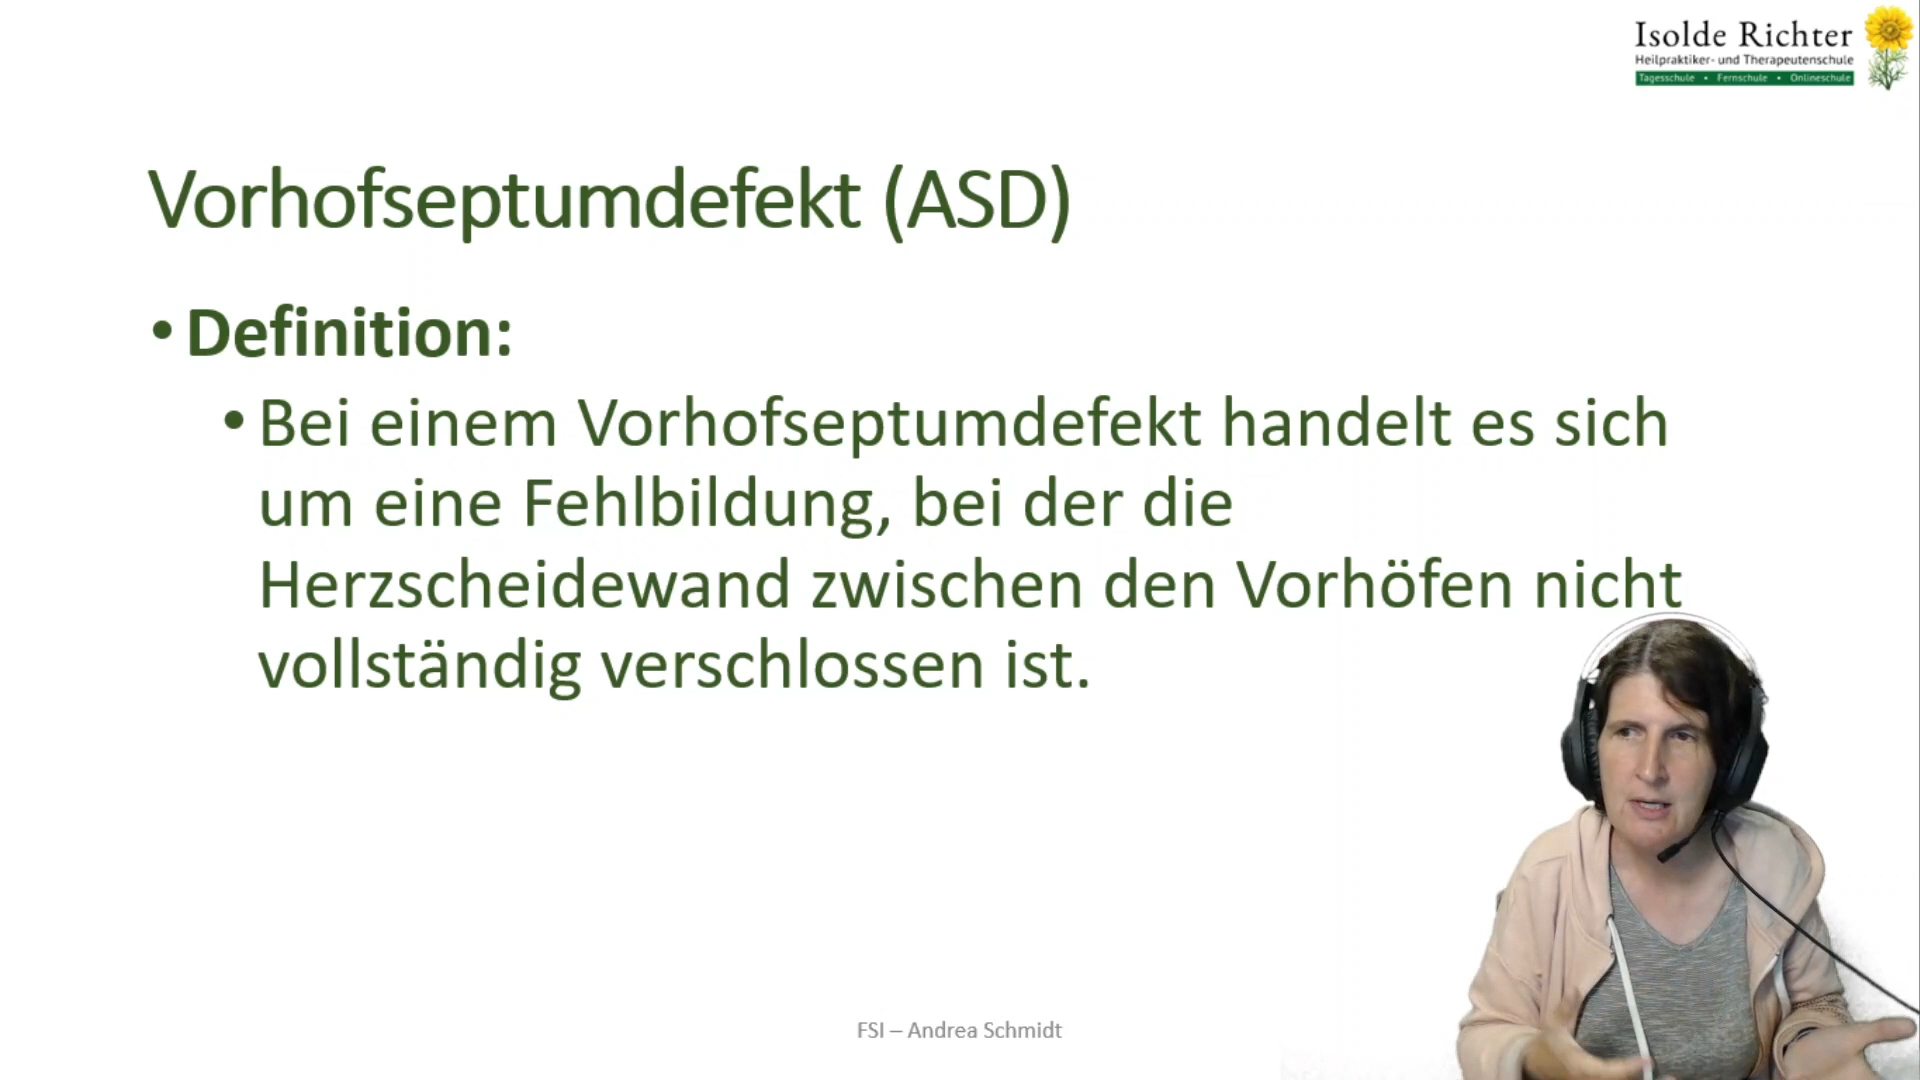 Isolde Richter
Heilpraktiker- und Therapeutenschule
Tagesschule • Fernschule • Onlineschule
Vorhofseptumdefekt (ASD)
• Definition:
• Bei einem Vorhofseptumdefekt handelt es sich
um eine Fehlbildung, bei der die
Herzscheidewand zwischen den Vorhöfen nicht
vollständig verschlossen ist.
FSI – Andrea Schmidt